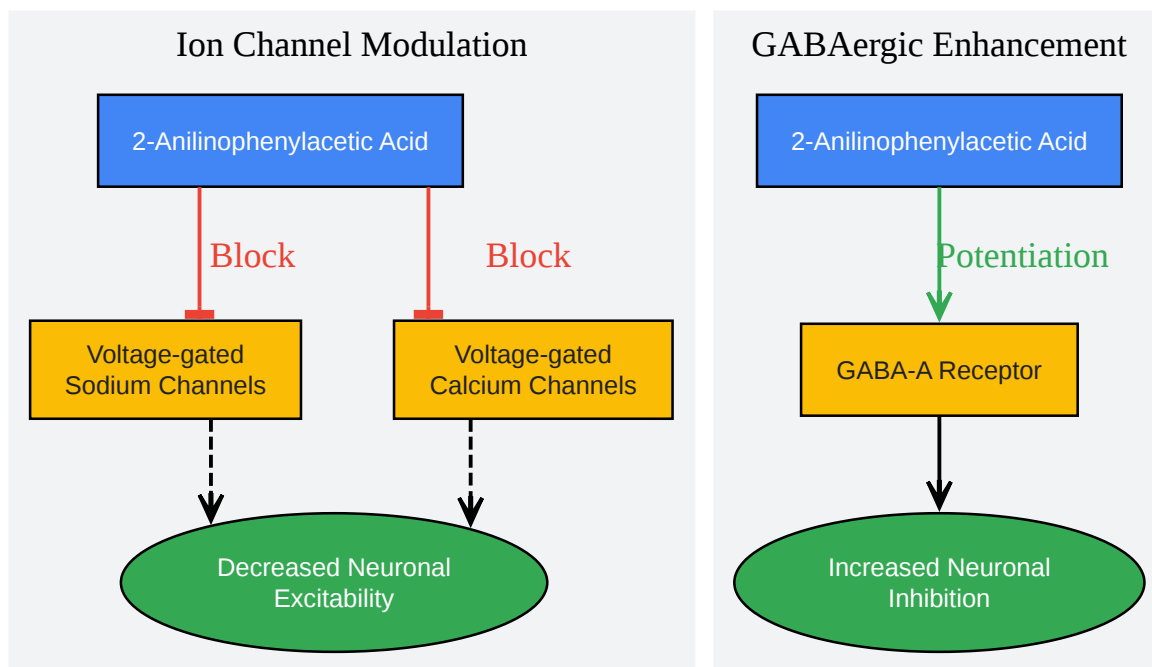 Ion Channel Modulation
2-Anilinophenylacetic Acid
Block
Block
Voltage-gated
Sodium Channels
Voltage-gated
Calcium Channels
Decreased Neuronal
Excitability
GABAergic Enhancement
2-Anilinophenylacetic Acid
Potentiation
GABA-A Receptor
Increased Neuronal
Inhibition